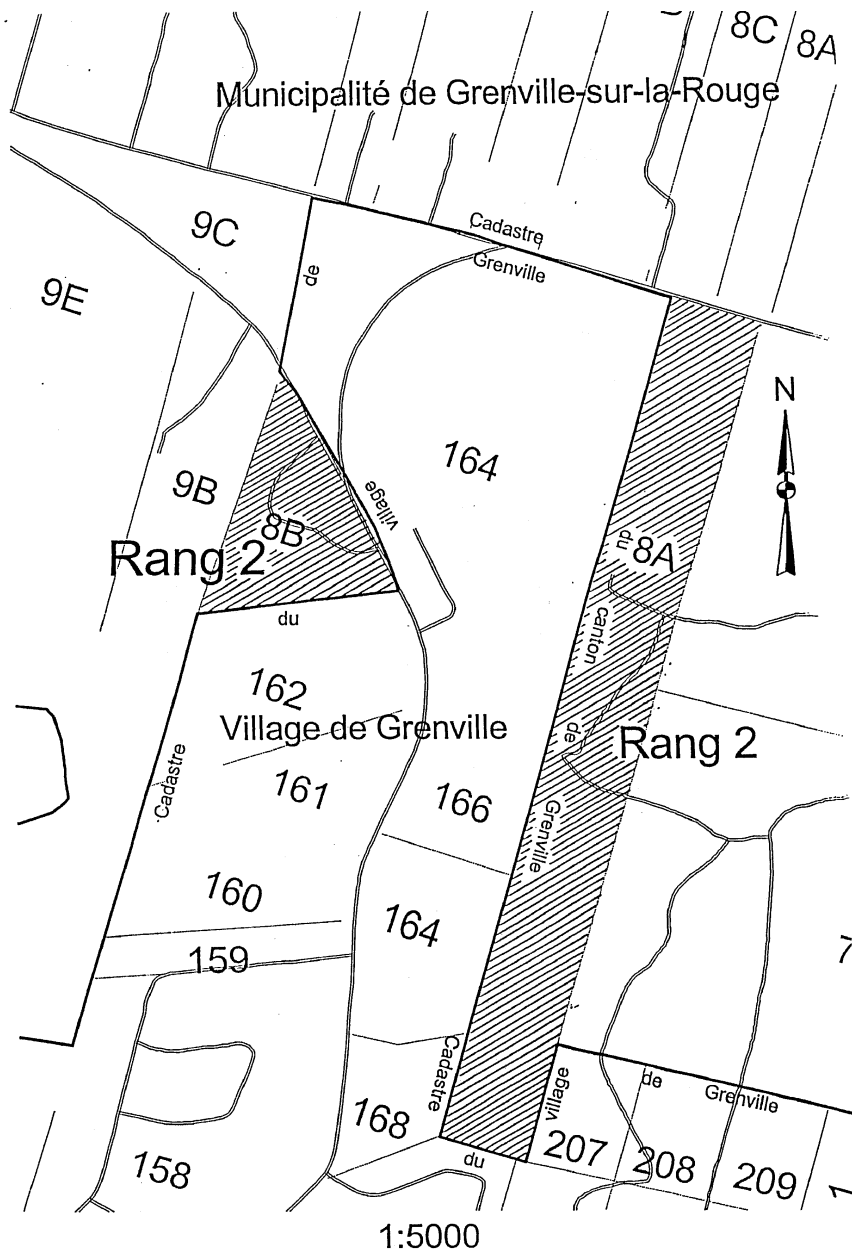 8C 8A
Municipalité de Grenville-sur-la-Rouge
9C
Cadastre
de
Grenville
9E
N
164
9B
village
8B
du
8A
Rang 2
du
canton
162
Village de Grenville
de
Rang 2
Cadastre
161
166
Grenville
160
164
159
7
Cadastre
village
de
Grenville
168
207
208
209
158
du
1:5000